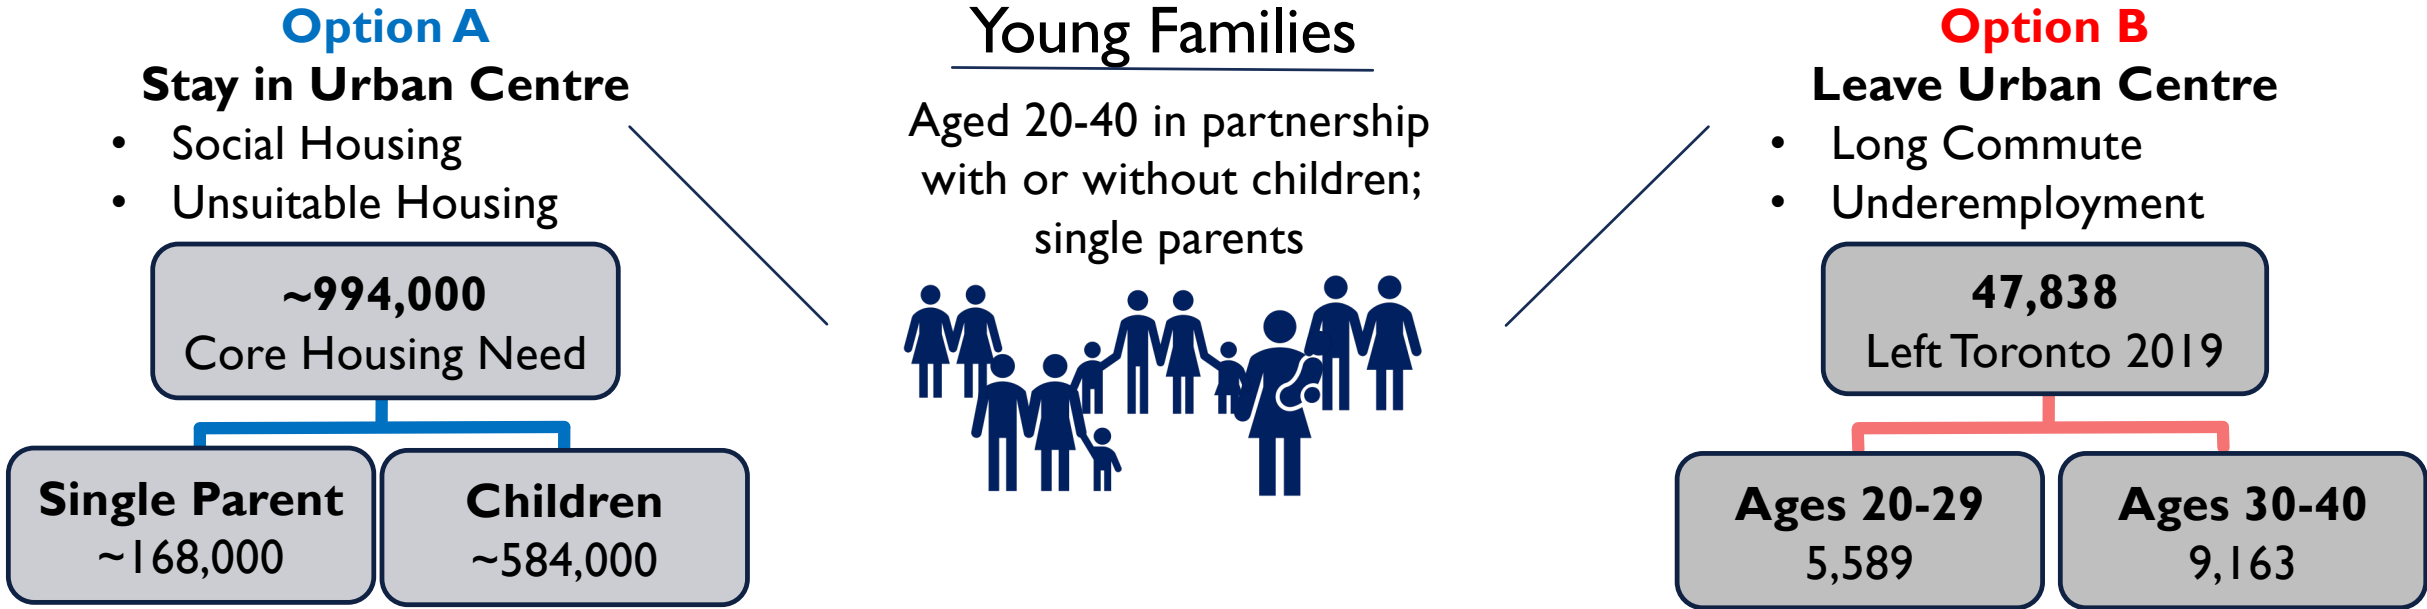 Option A
Stay in Urban Centre
• Social Housing
• Unsuitable Housing
~994,000
Core Housing Need
Single Parent
~168,000
Children
~584,000
Young Families
Aged 20-40 in partnership
with or without children;
single parents
Option B
Leave Urban Centre
• Long Commute
• Underemployment
47,838
Left Toronto 2019
Ages 20-29
5,589
Ages 30-40
9,163